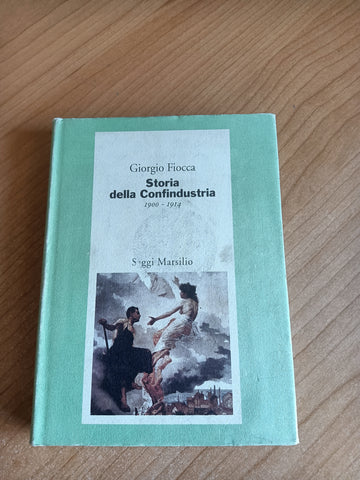 Giorgio Fiocca
Storia
della Confindustria
1900 - 1914
Saggi Marsilio